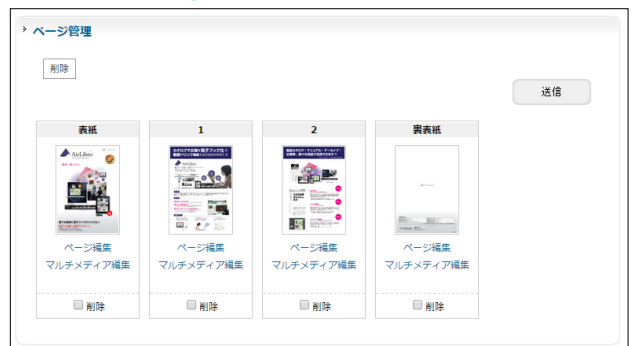 ページ管理
削除
送信
表紙
1
2
裏表紙
AirLibro
ページ編集
マルチメディア編集
削除
ページ編集
マルチメディア編集
削除
ページ編集
マルチメディア編集
削除
ページ編集
マルチメディア編集
削除